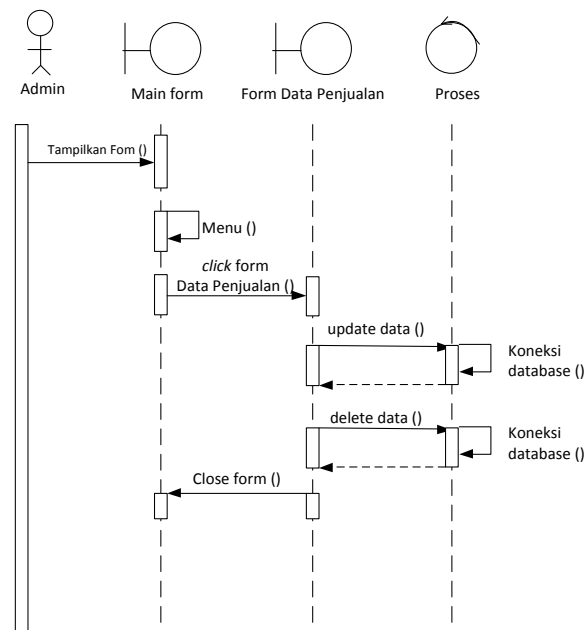 Admin
Main form
Form Data Penjualan
Proses
Tampilkan Fom ()
Menu ()
click form
Data Penjualan ()
update data ()
Koneksi
database ()
delete data ()
Koneksi
database ()
Close form ()